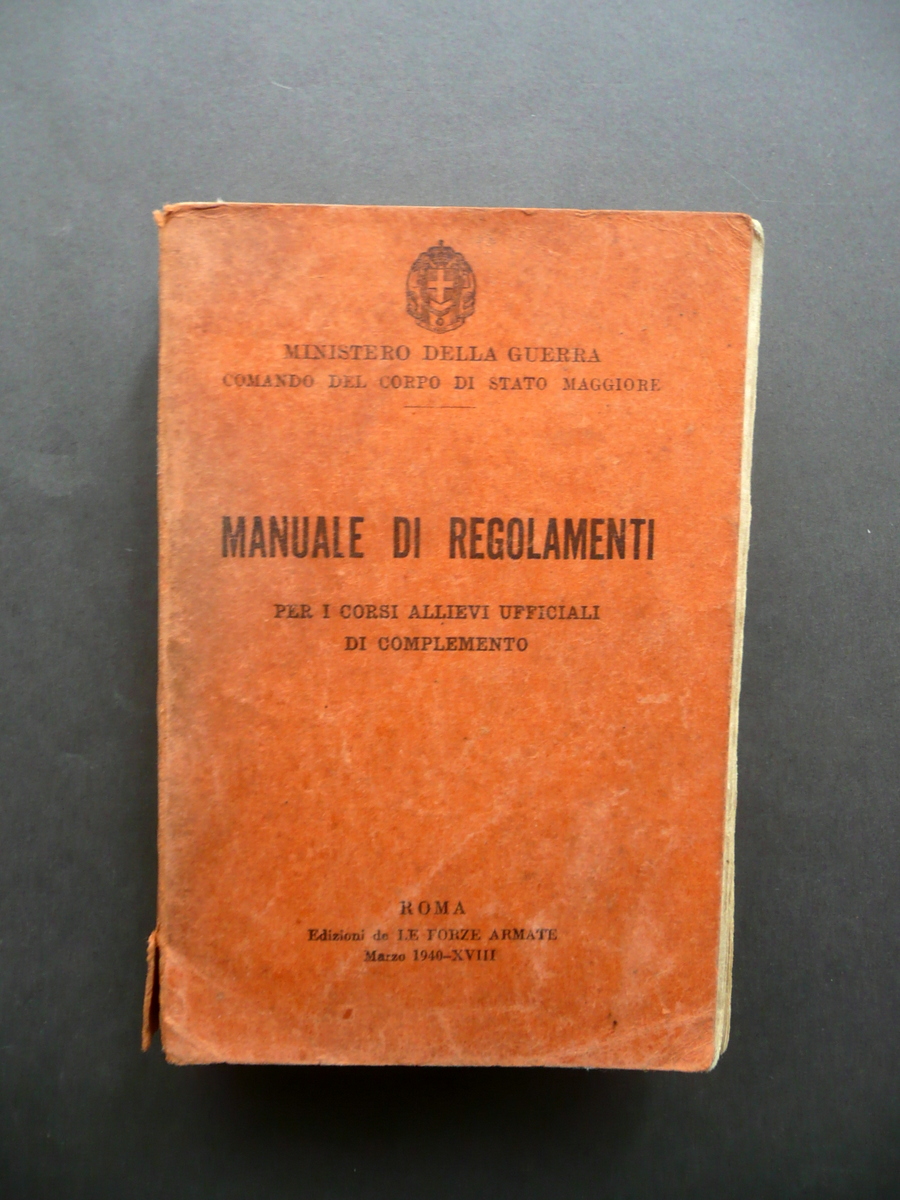 MINISTERO DELLA GUERRA
COMANDO DEL CORPO DI STATO MAGGIORE
MANUALE DI REGOLAMENTI
PER I CORSI ALLIEVI UFFICIALI
DI COMPLEMENTO
ROMA
Edizioni de LE FORZE ARMATE
Marzo 1940-XVIII